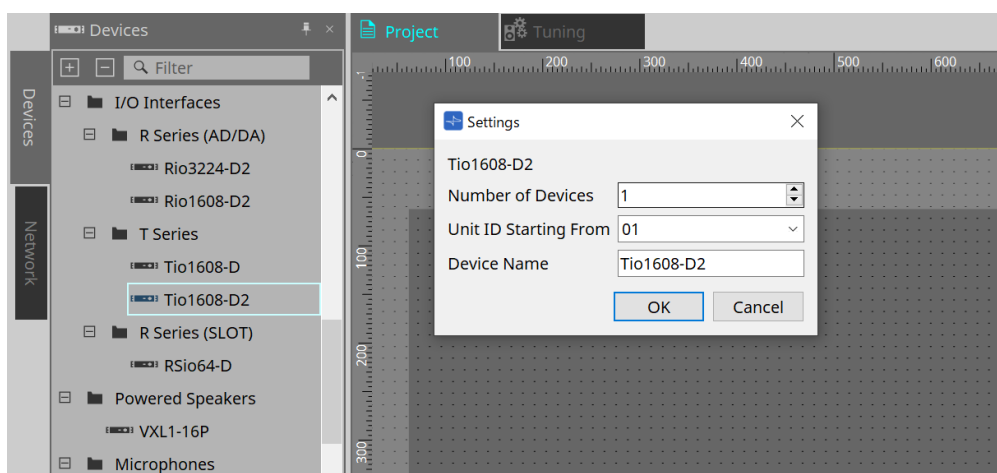 Devices
Filter
I/O Interfaces
R Series (AD/DA)
Rio3224-D2
Rio1608-D2
T Series
Tio1608-D
Tio1608-D2
R Series (SLOT)
RSio64-D
Powered Speakers
VXL1-16P
Microphones
Devices
Network
Project
Tuning
100 200 300 400 500 600
0
100
200
300
Settings
Tio1608-D2
Number of Devices 1
Unit ID Starting From 01
Device Name Tio1608-D2
OK Cancel